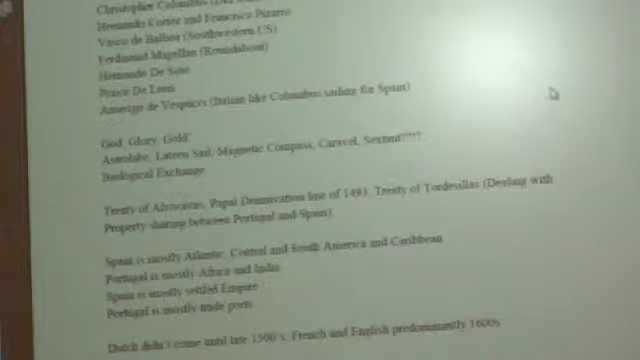 Christopher Columbus
Hernando Cortez and Francisco Pizarro
Vasco de Balboa (Southwestern US)
Ferdinand Magellan (Roundabout)
Hernando De Soto
Ponce De Leon
Amerigo de Vespucci (Italian like Columbus sailing for Spain)
God, Glory, Gold!
Astrolabe, Lateen Sail, Magnetic Compass, Caravel, Sextant????
Biological Exchange
Treaty of Alcovaras, Papal Demarcation line of 1493, Treaty of Tordesillas (Dealing with
Property sharing between Portugal and Spain).
Spain is mostly Atlantic, Central and South America and Caribbean
Portugal is mostly Africa and India
Spain is mostly settled Empire
Portugal is mostly trade ports
Dutch didn't come until late 1500's, French and English predominantly 1600s